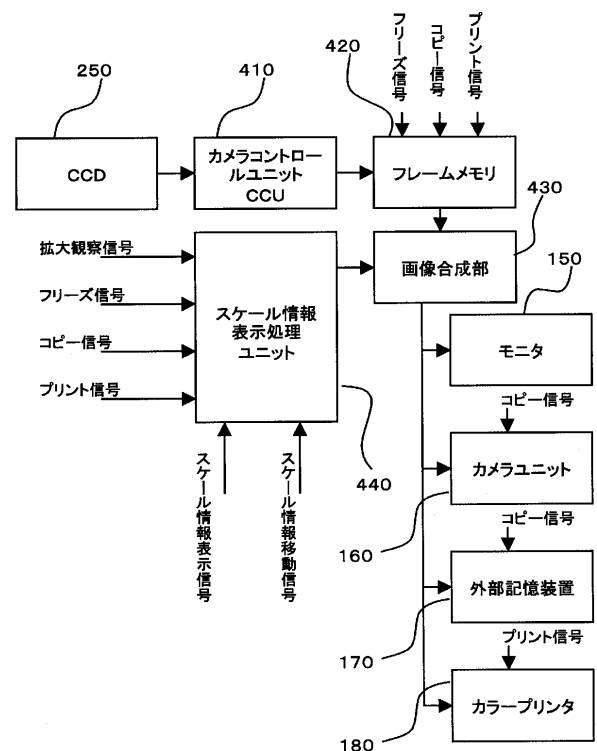 フリーズ信号
コピー信号
プリント信号
250
410
420
CCD
カメラコントロー
ルユニット
CCU
フレームメモリ
430
拡大観察信号
フリーズ信号
コピー信号
プリント信号
スケール情報
表示処理
ユニット
画像合成部
150
モニタ
コピー信号
440
スケール情報表示信号
スケール情報移動信号
カメラユニット
160
コピー信号
外部記憶装置
170
プリント信号
カラープリンタ
180